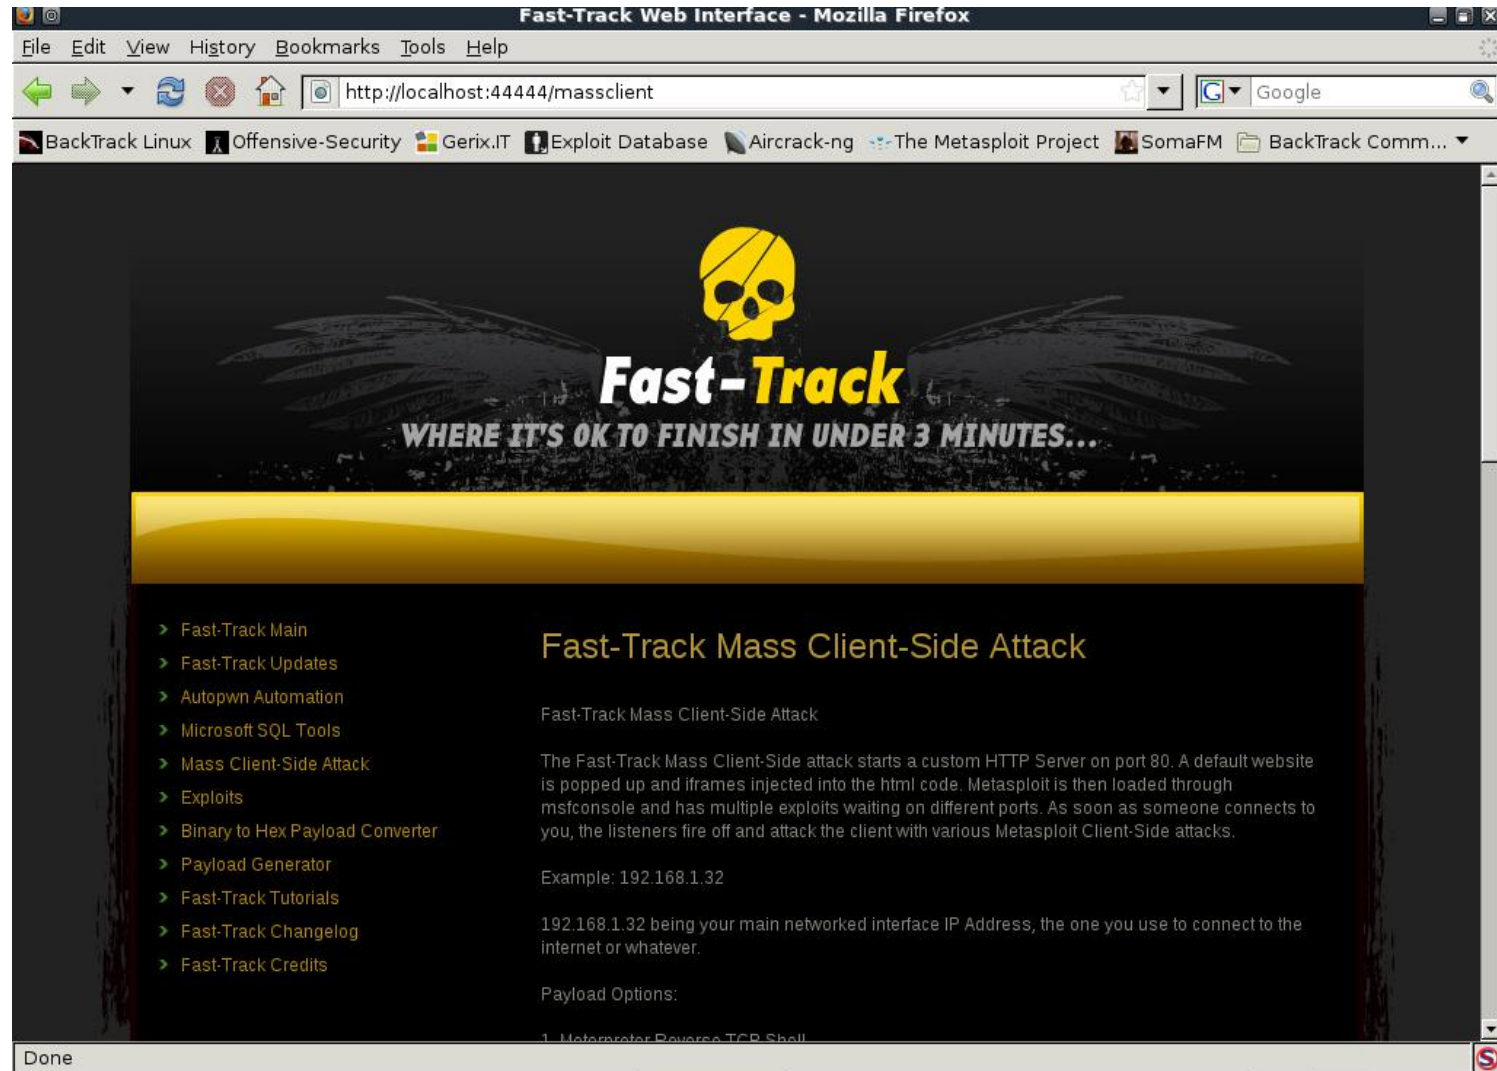 Fast-Track Web Interface - Mozilla Firefox
File Edit View History Bookmarks Tools Help
http://localhost:44444/massclient
G Google
BackTrack Linux Offensive-Security Gerix.IT Exploit Database Aircrack-ng The Metasploit Project SomaFM BackTrack Comm...
Fast-Track
WHERE IT'S OK TO FINISH IN UNDER 3 MINUTES...
Fast-Track Main
Fast-Track Updates
Autopwn Automation
Microsoft SQL Tools
Mass Client-Side Attack
Exploits
Binary to Hex Payload Converter
Payload Generator
Fast-Track Tutorials
Fast-Track Changelog
Fast-Track Credits
Fast-Track Mass Client-Side Attack
Fast-Track Mass Client-Side Attack
The Fast-Track Mass Client-Side attack starts a custom HTTP Server on port 80. A default website
is popped up and iframes injected into the html code. Metasploit is then loaded through
msfconsole and has multiple exploits waiting on different ports. As soon as someone connects to
you, the listeners fire off and attack the client with various Metasploit Client-Side attacks.
Example: 192.168.1.32
192.168.1.32 being your main networked interface IP Address, the one you use to connect to the
internet or whatever.
Payload Options:
1. Meterpreter Reverse TCP Shell
Done
S